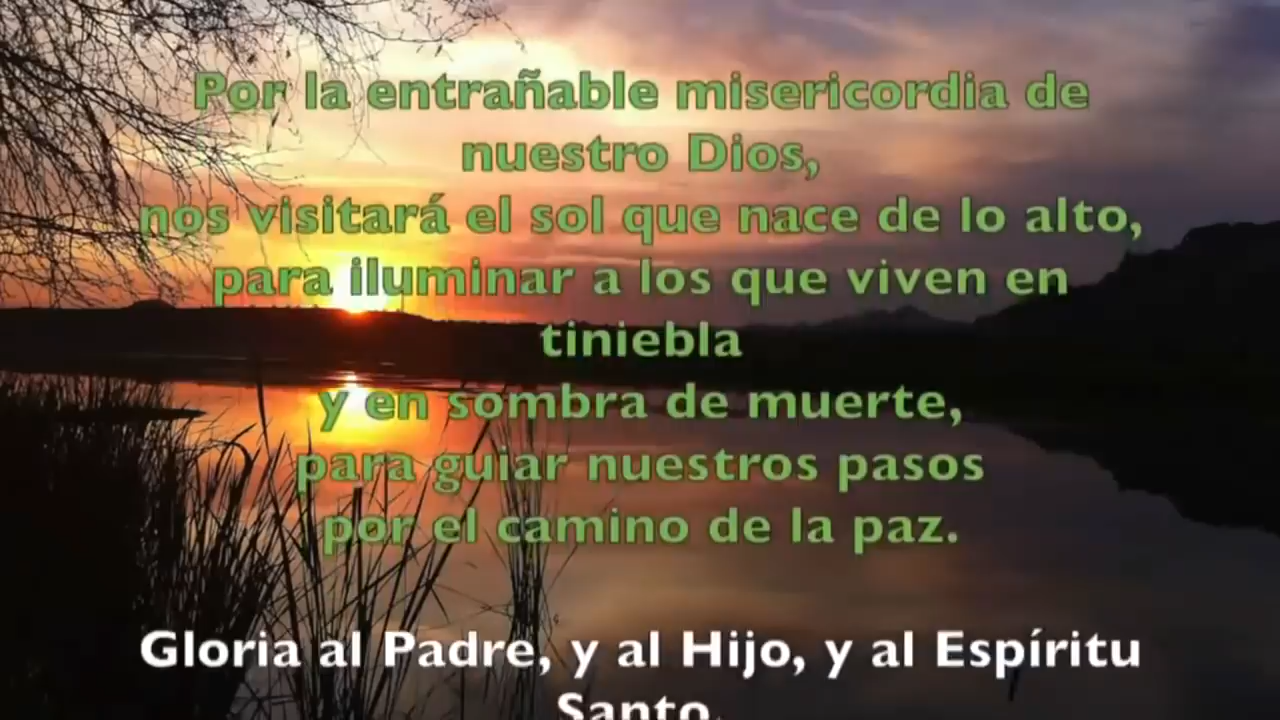 Por la entrañable misericordia de
nuestro Dios,
nos visitará el sol que nace de lo alto,
para iluminar a los que viven en
tiniebla
y en sombra de muerte,
para guiar nuestros pasos
por el camino de la paz.
Gloria al Padre, y al Hijo, y al Espíritu
Santo.